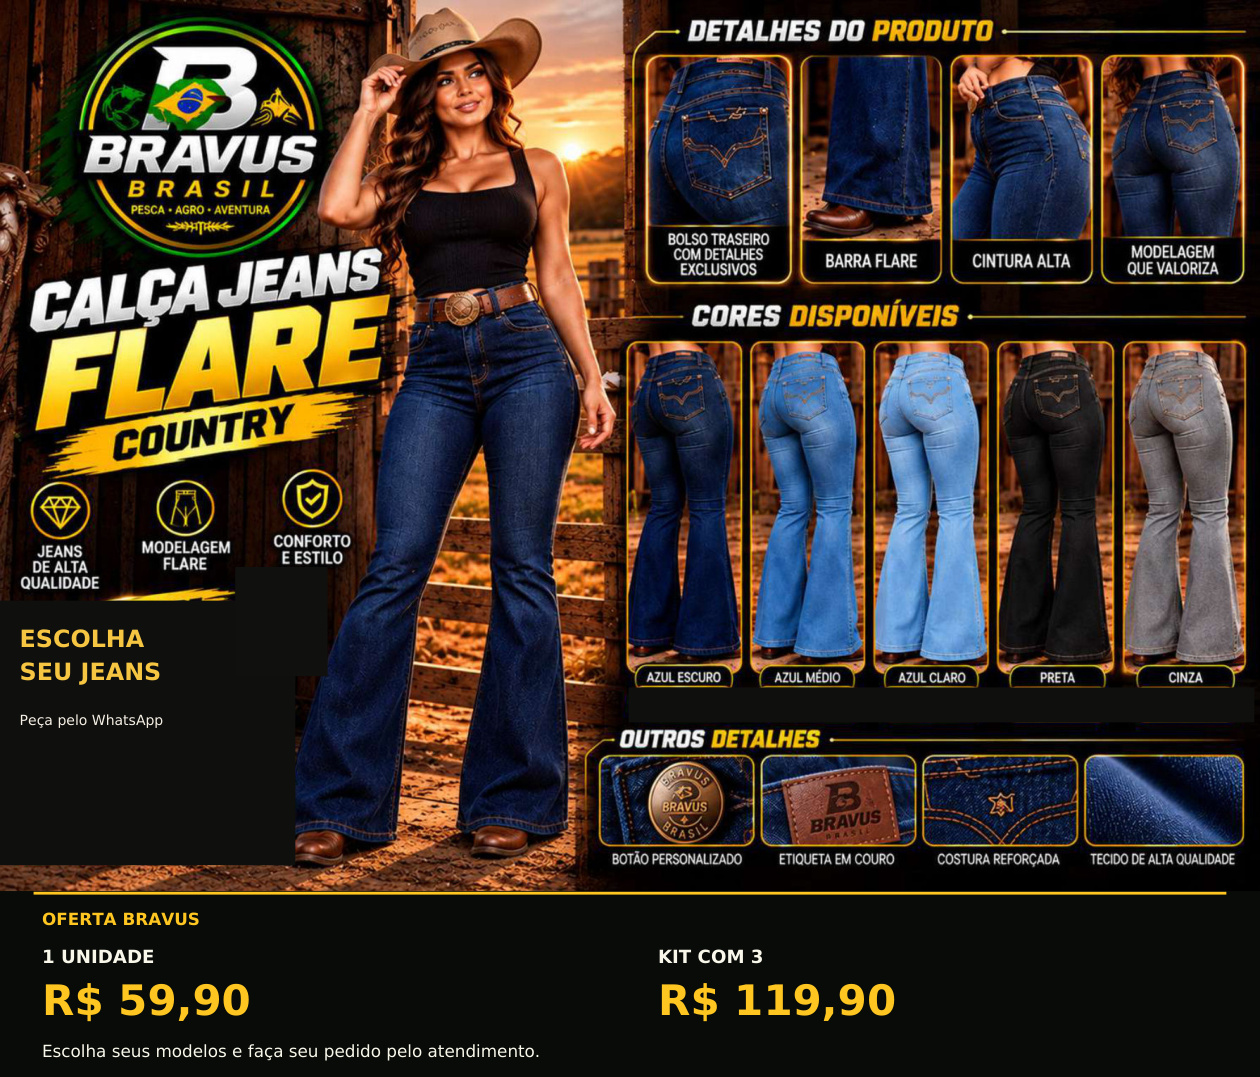 B
BRAVUS
BRASIL
PESCA • AGRO • AVENTURA
CALÇA JEANS
FLARE
COUNTRY
JEANS
DE ALTA
QUALIDADE
MODELAGEM
FLARE
CONFORTO
E ESTILO
ESCOLHA
SEU JEANS
Peça pelo WhatsApp
DETALHES DO PRODUTO
BOLSO TRASEIRO
COM DETALHES
EXCLUSIVOS
BARRA FLARE
CINTURA ALTA
MODELAGEM
QUE VALORIZA
CORES DISPONÍVEIS
AZUL ESCURO
AZUL MÉDIO
AZUL CLARO
PRETA
CINZA
OUTROS DETALHES
BRAVUS
BRAVUS
BRASIL
B
BRAVUS
BRASIL
BOTÃO PERSONALIZADO
ETIQUETA EM COURO
COSTURA REFORÇADA
TECIDO DE ALTA QUALIDADE
OFERTA BRAVUS
1 UNIDADE
R$ 59,90
KIT COM 3
R$ 119,90
Escolha seus modelos e faça seu pedido pelo atendimento.